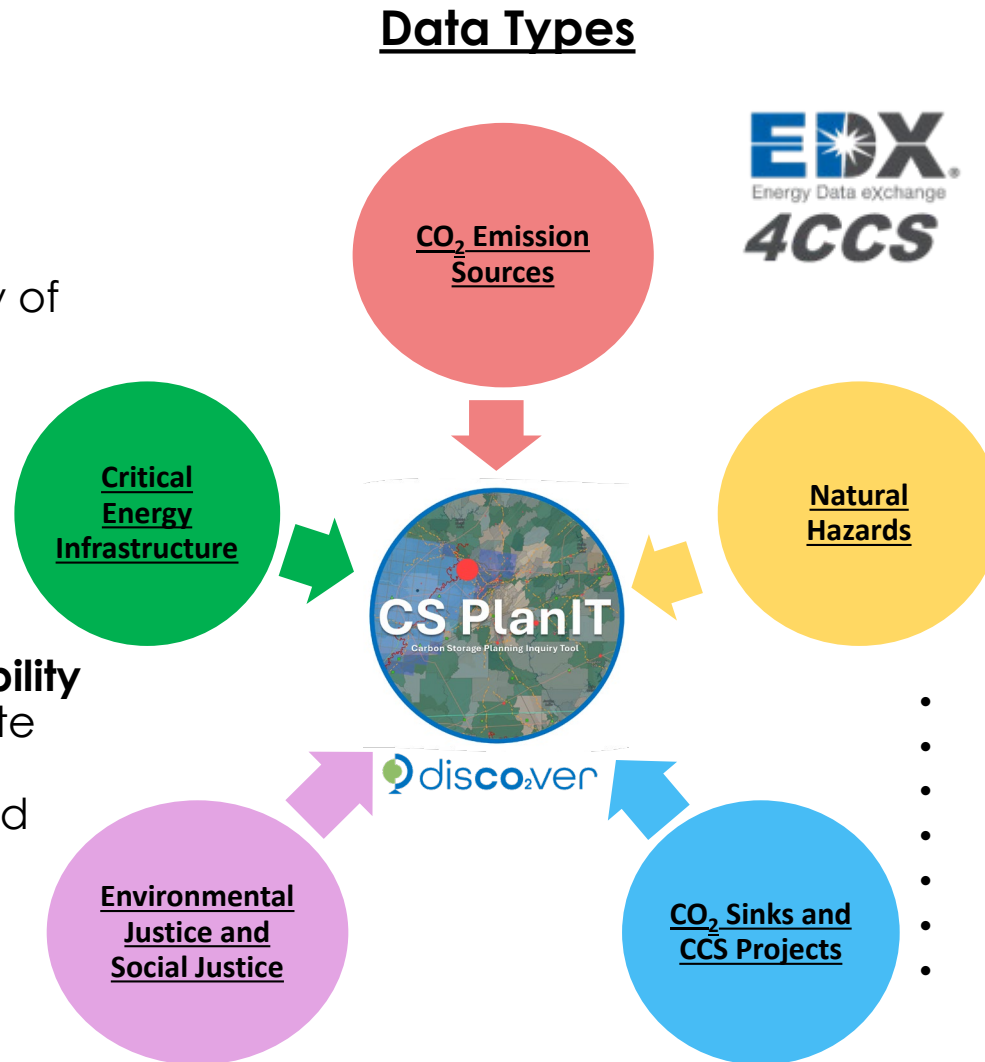 Data Types
EDX®
Energy Data eXchange
4CCS
CO₂ Emission
Sources
y of
Critical
Energy
Infrastructure
Natural
Hazards
CS PlanIT
Carbon Storage Planning Inquiry Tool
bility
te
d
disco₂ver
Environmental
Justice and
Social Justice
CO₂ Sinks and
CCS Projects
•
•
•
•
•
•
•